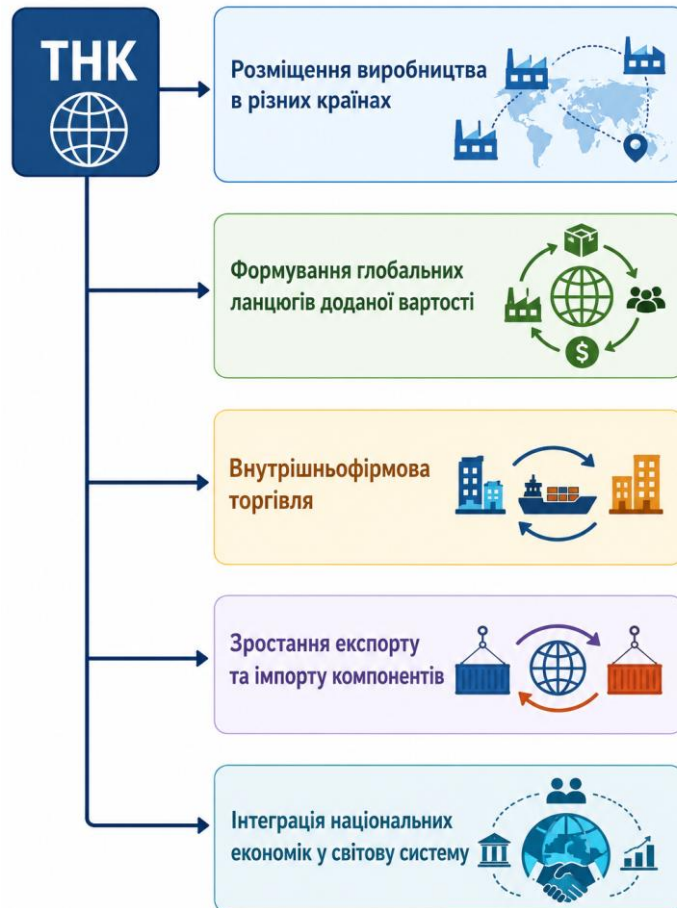 ТНК
Розміщення виробництва
в різних країнах
Формування глобальних
ланцюгів доданої вартості
$
Внутрішньофірмова
торгівля
Зростання експорту
та імпорту компонентів
Інтеграція національних
економік у світову систему